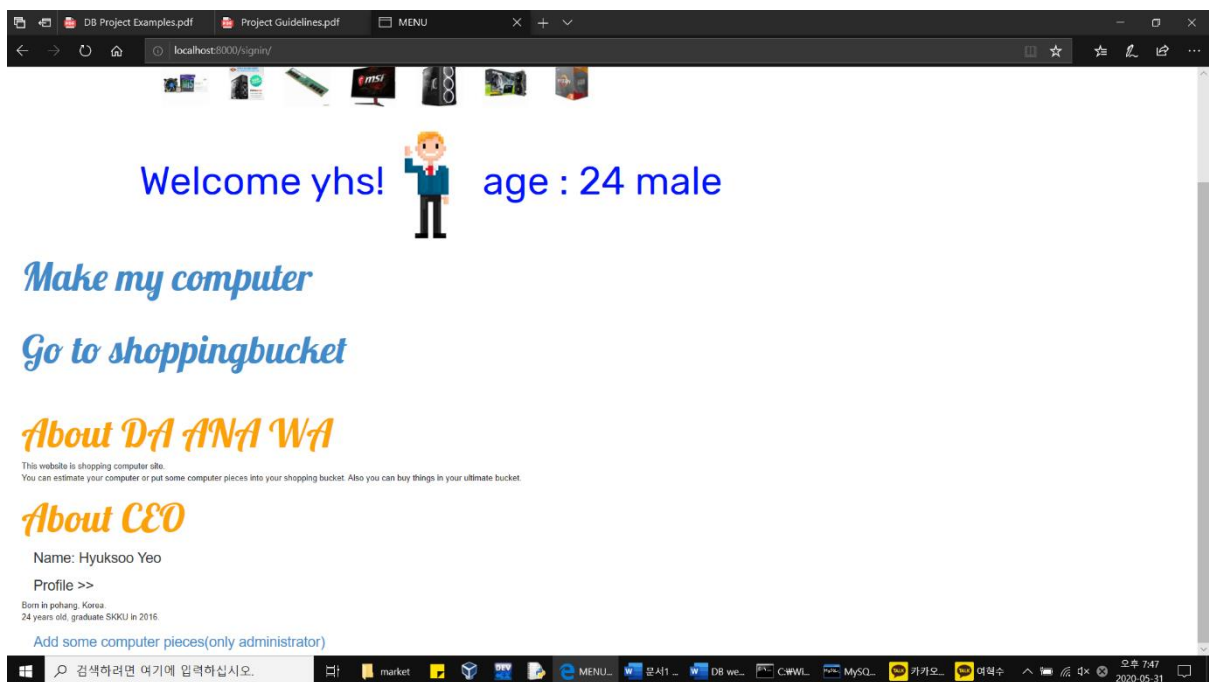 DB Project Examples.pdf
Project Guidelines.pdf
MENU
localhost:8000/signin/
msi
Welcome yhs!
age : 24 male
Make my computer
Go to shoppingbucket
About DA ANA WA
This website is shopping computer site.
You can estimate your computer or put some computer pieces into your shopping bucket. Also you can buy things in your ultimate bucket.
About CEO
Name: Hyuksoo Yeo
Profile >>
Born in pohang, Korea.
24 years old, graduate SKKU in 2016.
Add some computer pieces(only administrator)
검색하려면 여기에 입력하십시오.
market
MENU...
문서1 ...
DB we...
C:₩WI...
MySQ...
카카오...
여혁수
오후 7:47
2020-05-31